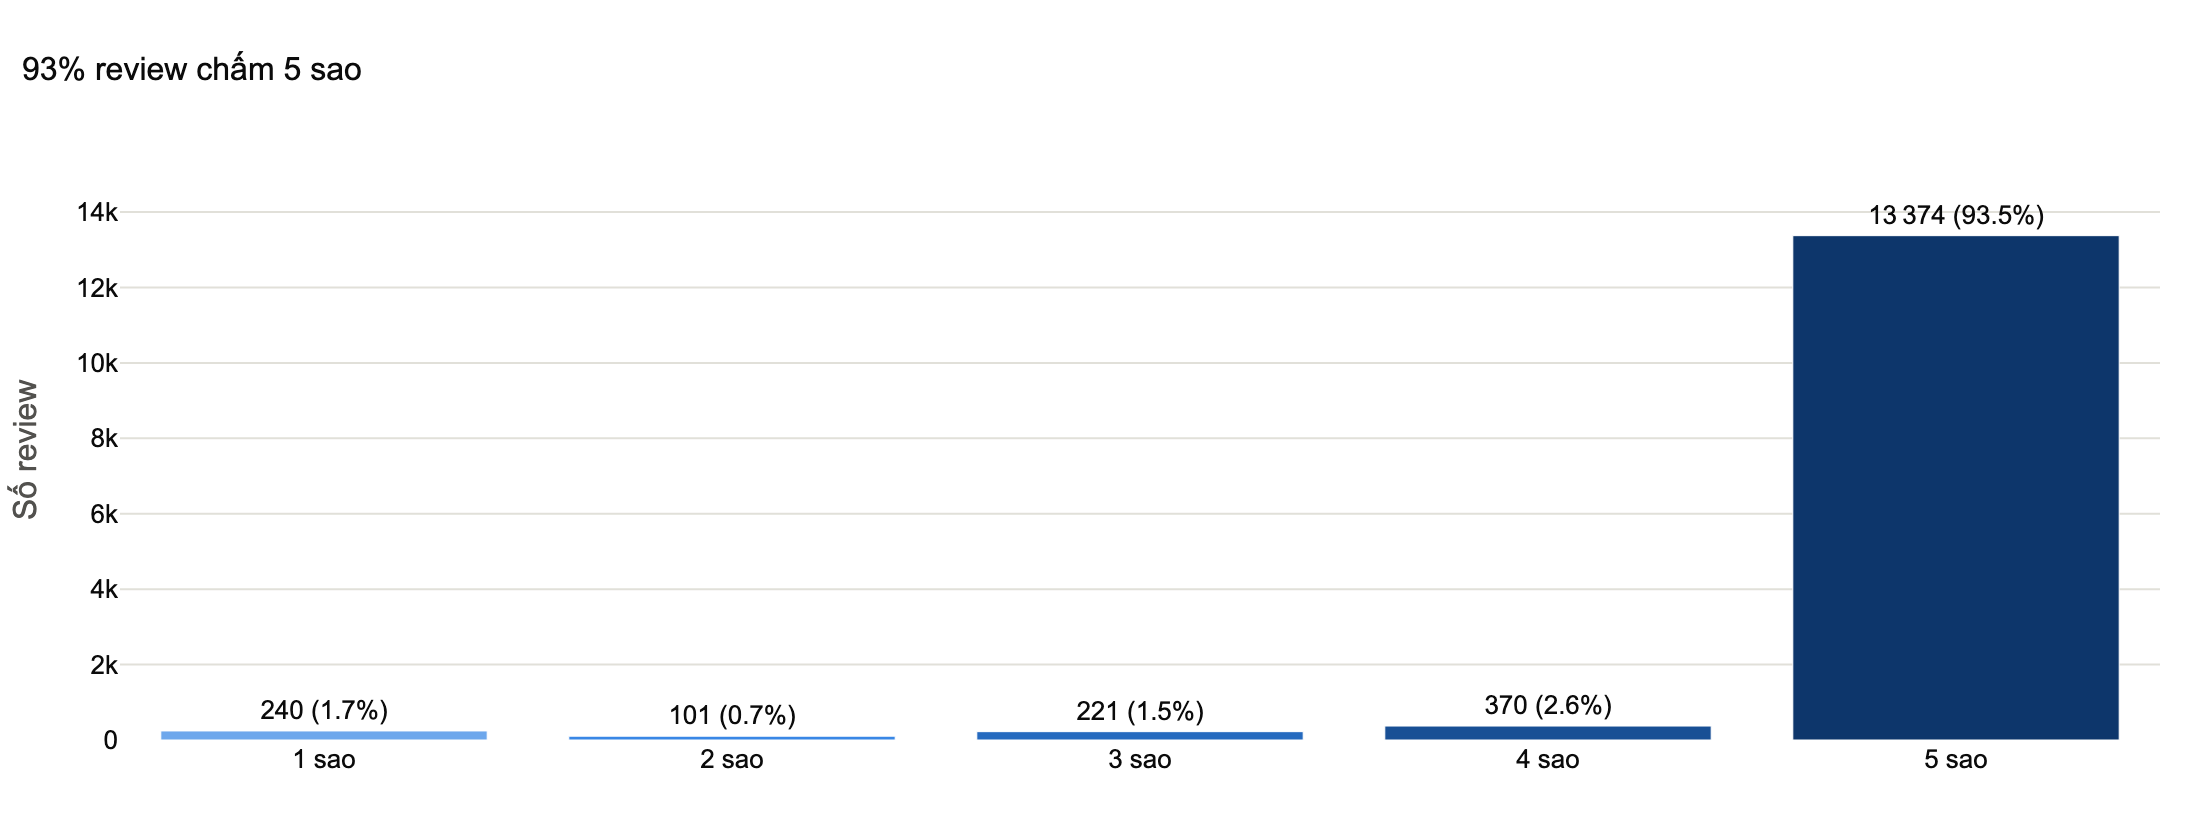 93% review chấm 5 sao
Số review
14k
12k
10k
8k
6k
4k
2k
0
240 (1.7%)
101 (0.7%)
221 (1.5%)
370 (2.6%)
13 374 (93.5%)
1 sao
2 sao
3 sao
4 sao
5 sao